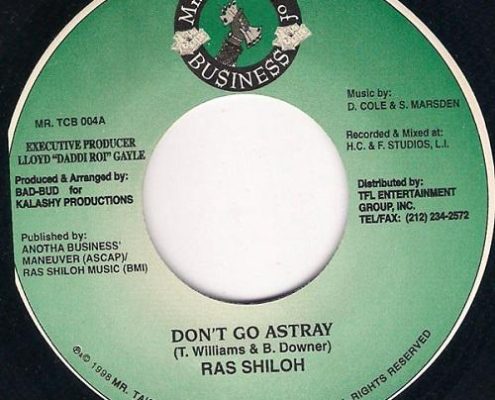 Mr.
of
BUSINESS
MR. TCB 004A
EXECUTIVE PRODUCER
LLOYD "DADDI ROI" GAYLE
Produced & Arranged by:
BAD-BUD for
KALASHY PRODUCTIONS
Published by:
ANOTHA BUSINESS'
MANEUVER (ASCAP)/
RAS SHILOH MUSIC (BMI)
Music by:
D. COLE & S. MARSDEN
Recorded & Mixed at:
H.C. & F. STUDIOS, L.I.
Distributed by:
TFL ENTERTAINMENT
GROUP, INC.
TEL/FAX: (212) 234-2572
DON'T GO ASTRAY
(T. Williams & B. Downer)
RAS SHILOH
℗&© 1998 MR.
RIGHTS RESERVED